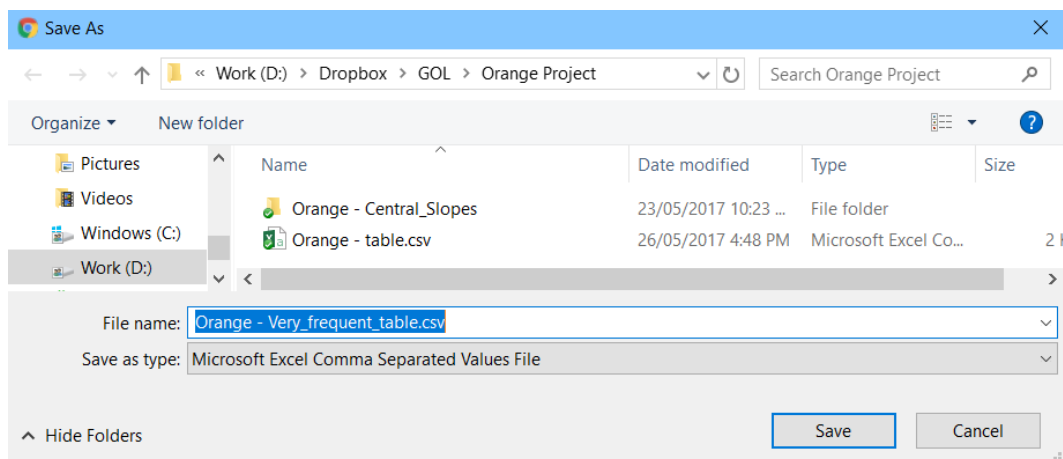 Save As
« Work (D:) > Dropbox > GOL > Orange Project Search Orange Project
Organize New folder ?
Name Date modified Type Size
Pictures
Videos
Windows (C:)
Work (D:)
Orange - Central_Slopes 23/05/2017 10:23 ... File folder
Orange - table.csv 26/05/2017 4:48 PM Microsoft Excel Co... 2
File name: Orange - Very_frequent_table.csv
Save as type: Microsoft Excel Comma Separated Values File
Hide Folders Save Cancel